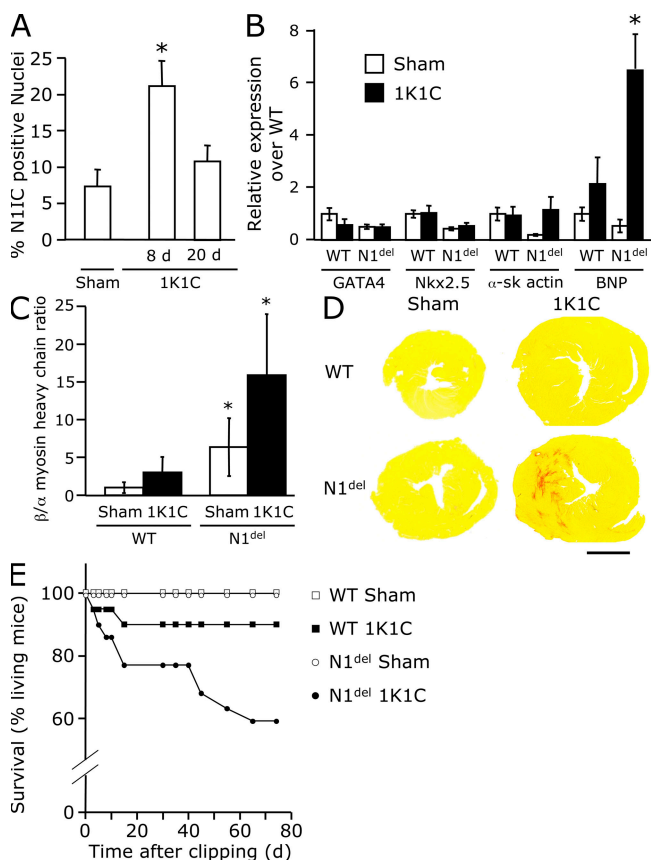 A
% N1IC positive Nuclei
25
20
15
10
5
0
*
8 d 20 d
Sham 1K1C
B
Relative expression
over WT
8
6
4
2
0
Sham
1K1C
*
WT N1del WT N1del WT N1del WT N1del
GATA4 Nkx2.5 α-sk actin BNP
C
β/α myosin heavy chain ratio
25
20
15
10
5
0
*
*
Sham 1K1C Sham 1K1C
WT N1del
D
Sham 1K1C
WT
N1del
E
Survival (% living mice)
100
80
60
0
0 20 40 60 80
Time after clipping (d)
WT Sham
WT 1K1C
N1del Sham
N1del 1K1C